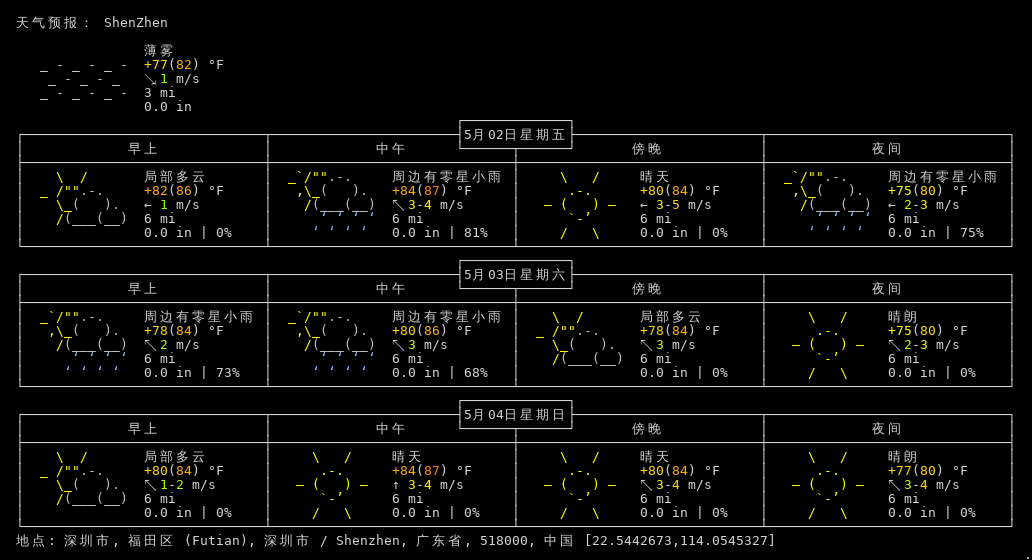 天气预报： ShenZhen
薄雾
+77(82) °F
↘ 1 m/s
3 mi
0.0 in
5月02日星期五
早上 中午 傍晚 夜间
局部多云 周边有零星小雨 晴天 周边有零星小雨
+82(86) °F +84(87) °F +80(84) °F +75(80) °F
← 1 m/s ↖ 3-4 m/s ← 3-5 m/s ← 2-3 m/s
6 mi 6 mi 6 mi 6 mi
0.0 in | 0% 0.0 in | 81% 0.0 in | 0% 0.0 in | 75%
5月03日星期六
早上 中午 傍晚 夜间
周边有零星小雨 周边有零星小雨 局部多云 晴朗
+78(84) °F +80(86) °F +78(84) °F +75(80) °F
↖ 2 m/s ↖ 3 m/s ↖ 3 m/s ↖ 2-3 m/s
6 mi 6 mi 6 mi 6 mi
0.0 in | 73% 0.0 in | 68% 0.0 in | 0% 0.0 in | 0%
5月04日星期日
早上 中午 傍晚 夜间
局部多云 晴天 晴天 晴朗
+80(84) °F +84(87) °F +80(84) °F +77(80) °F
↖ 1-2 m/s ↑ 3-4 m/s ↖ 3-4 m/s ↖ 3-4 m/s
6 mi 6 mi 6 mi 6 mi
0.0 in | 0% 0.0 in | 0% 0.0 in | 0% 0.0 in | 0%
地点: 深圳市, 福田区 (Futian), 深圳市 / Shenzhen, 广东省, 518000, 中国 [22.5442673,114.0545327]